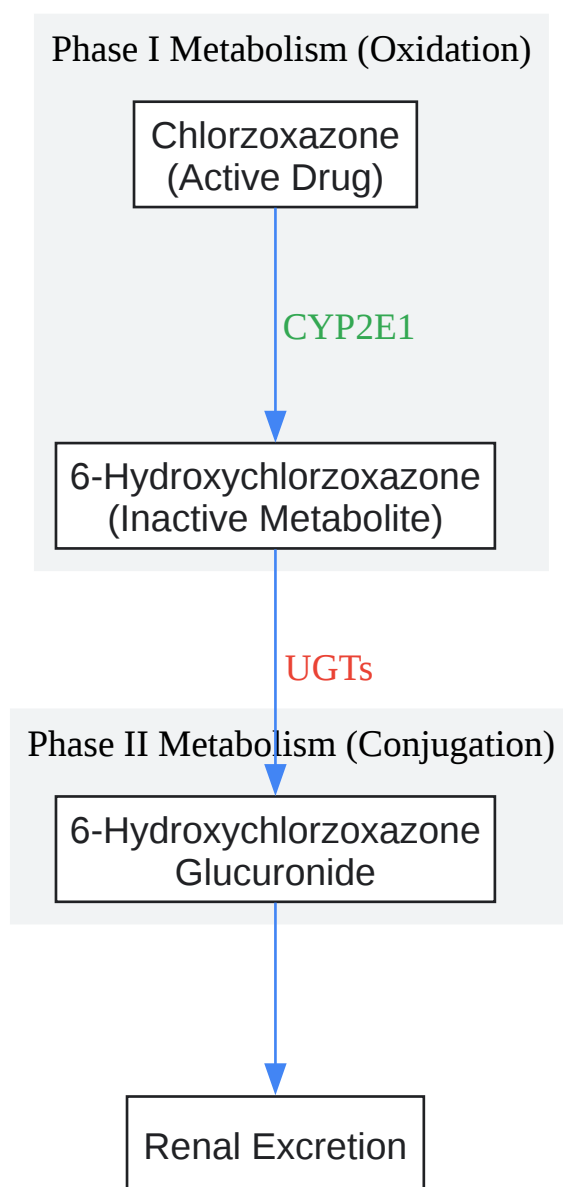 Phase I Metabolism (Oxidation)
Chlorzoxazone
(Active Drug)
CYP2E1
6-Hydroxychlorzoxazone
(Inactive Metabolite)
UGTs
Phase II Metabolism (Conjugation)
6-Hydroxychlorzoxazone
Glucuronide
Renal Excretion